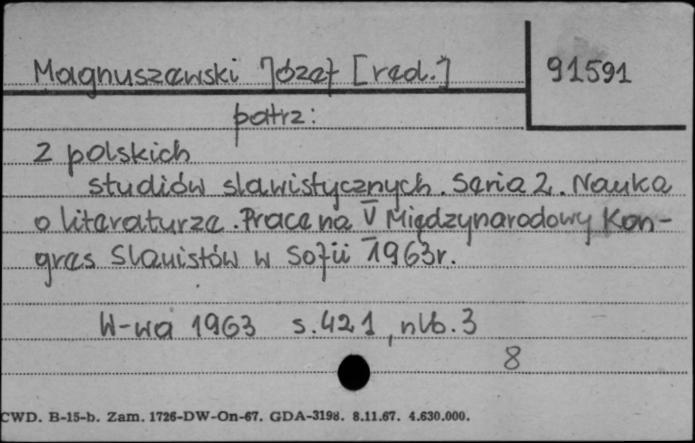 Magnuszewski Józef [red.] 91591
patrz:
Z polskich
studiów slawistycznych. Seria 2. Nauka
o literaturze. Prace na V Międzynarodowy Kon-
gres Slawistów w Sofii 1963r.
W-wa 1963 s.421, nlb.3
8
CWD. B-15-b. Zam. 1726-DW-On-67. GDA-3198. 8.11.67. 4.630.000.